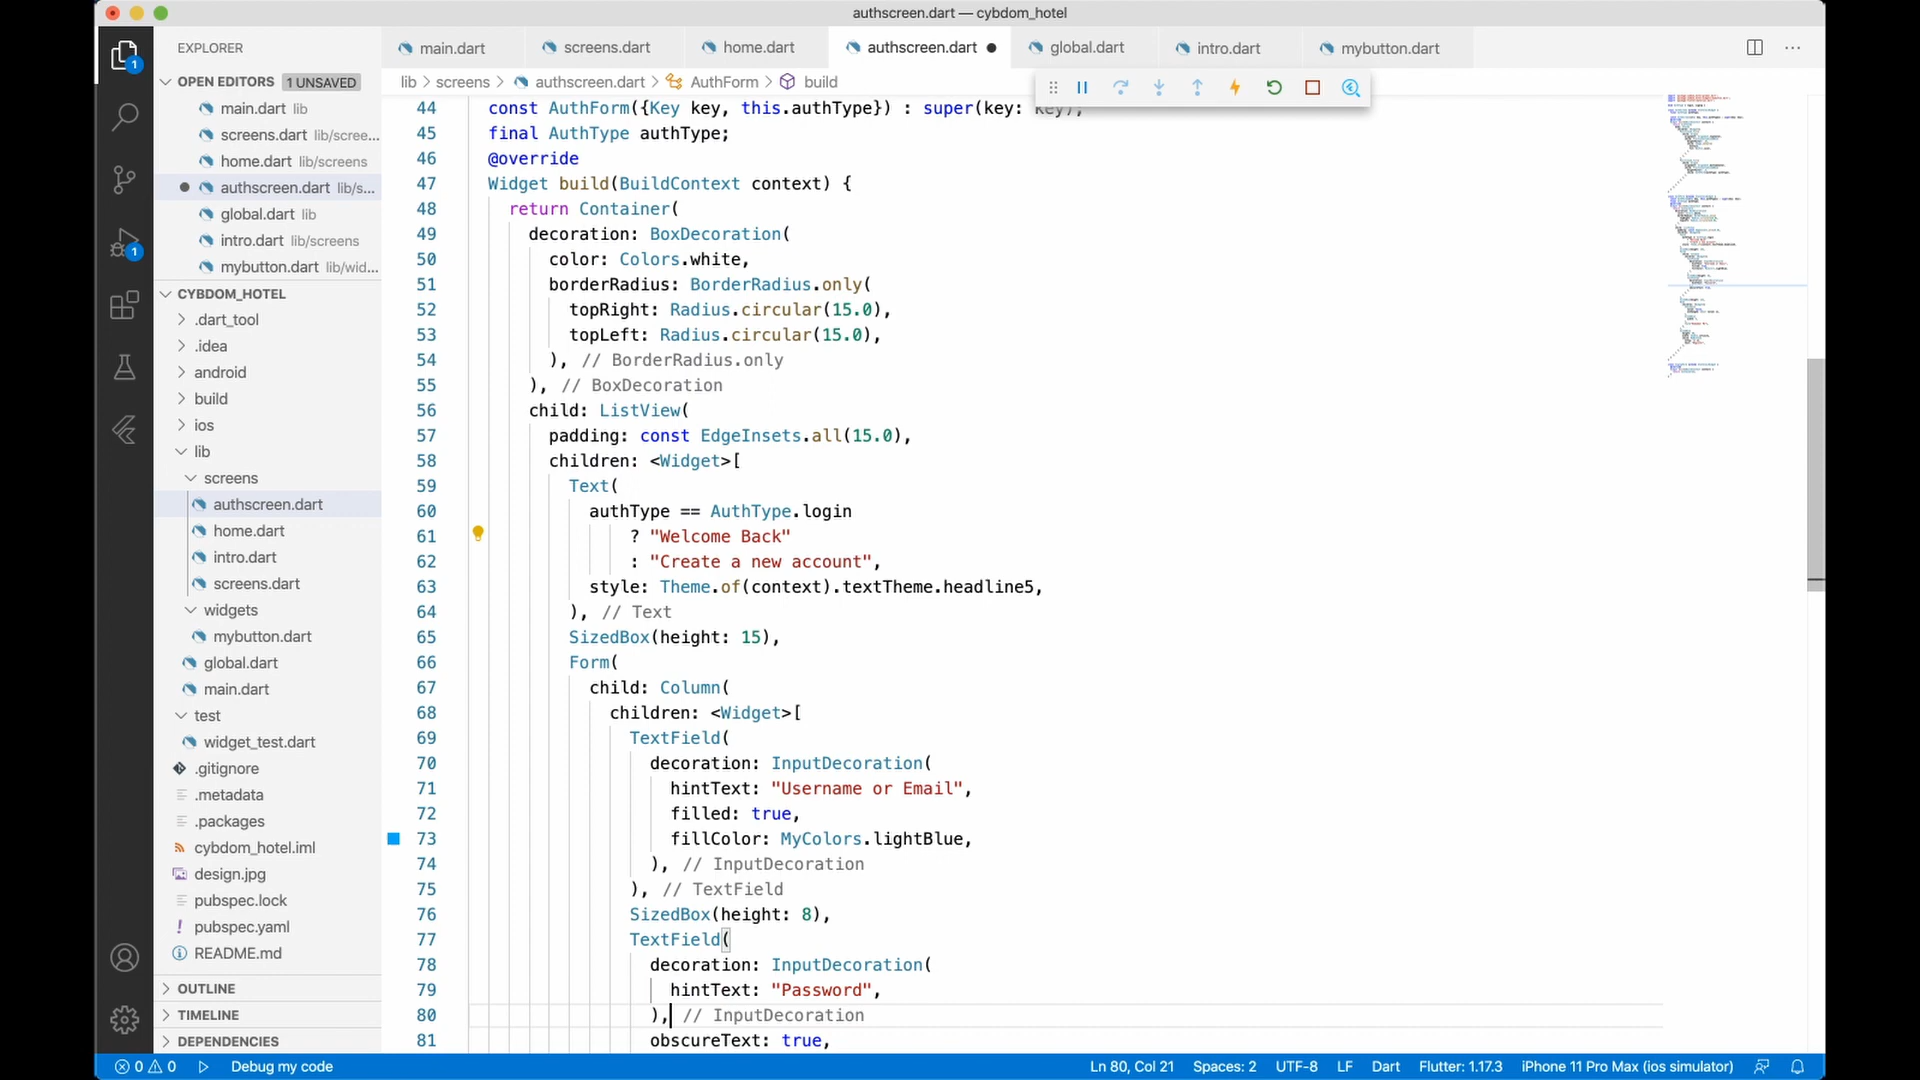 authscreen.dart — cybdom_hotel
EXPLORER
main.dart
screens.dart
home.dart
authscreen.dart
global.dart
intro.dart
mybutton.dart
OPEN EDITORS 1 UNSAVED
lib > screens > authscreen.dart > AuthForm > build
main.dart lib
screens.dart lib/scree...
home.dart lib/screens
authscreen.dart lib/s...
global.dart lib
intro.dart lib/screens
mybutton.dart lib/wid...
CYBDOM_HOTEL
.dart_tool
.idea
android
build
ios
lib
screens
authscreen.dart
home.dart
intro.dart
screens.dart
widgets
mybutton.dart
global.dart
main.dart
test
widget_test.dart
.gitignore
.metadata
.packages
cybdom_hotel.iml
design.jpg
pubspec.lock
pubspec.yaml
README.md
OUTLINE
TIMELINE
DEPENDENCIES
1
1
44 const AuthForm({Key key, this.authType}) : super(key: key);
45 final AuthType authType;
46 @override
47 Widget build(BuildContext context) {
48 return Container(
49 decoration: BoxDecoration(
50 color: Colors.white,
51 borderRadius: BorderRadius.only(
52 topRight: Radius.circular(15.0),
53 topLeft: Radius.circular(15.0),
54 ), // BorderRadius.only
55 ), // BoxDecoration
56 child: ListView(
57 padding: const EdgeInsets.all(15.0),
58 children: <Widget>[
59 Text(
60 authType == AuthType.login
61 ? "Welcome Back"
62 : "Create a new account",
63 style: Theme.of(context).textTheme.headline5,
64 ), // Text
65 SizedBox(height: 15),
66 Form(
67 child: Column(
68 children: <Widget>[
69 TextField(
70 decoration: InputDecoration(
71 hintText: "Username or Email",
72 filled: true,
73 fillColor: MyColors.lightBlue,
74 ), // InputDecoration
75 ), // TextField
76 SizedBox(height: 8),
77 TextField(
78 decoration: InputDecoration(
79 hintText: "Password",
80 ), // InputDecoration
81 obscureText: true,
0 0 Debug my code
Ln 80, Col 21 Spaces: 2 UTF-8 LF Dart Flutter: 1.17.3 iPhone 11 Pro Max (ios simulator)